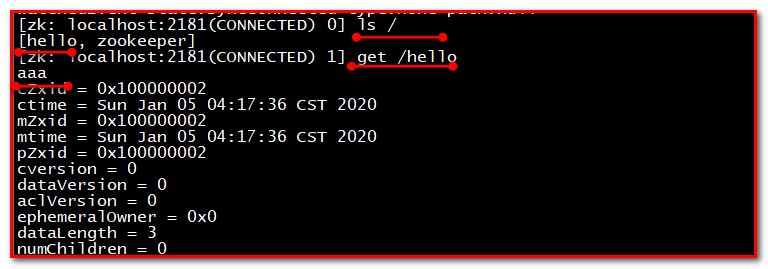 [zk: localhost:2181(CONNECTED) 0] ls /
[hello, zookeeper]
[zk: localhost:2181(CONNECTED) 1] get /hello
aaa
cZxid = 0x100000002
ctime = Sun Jan 05 04:17:36 CST 2020
mZxid = 0x100000002
mtime = Sun Jan 05 04:17:36 CST 2020
pZxid = 0x100000002
cversion = 0
dataVersion = 0
aclVersion = 0
ephemeralOwner = 0x0
dataLength = 3
numChildren = 0